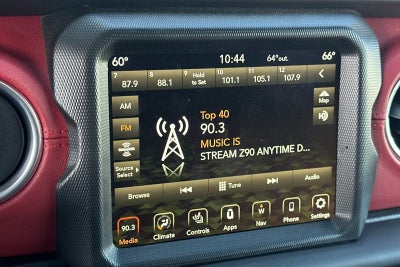 60° 10:44 64°out. 66°
7 87.9 8 88.1 9 Hold to Set 10 101.1 11 105.1 12 107.9
AM
Map
FM
Top 40
90.3
MUSIC IS
STREAM Z90 ANYTIME D...
Source
Select
Browse Tune Audio
90.3
Media Climate Controls Apps Nav Phone Settings
W